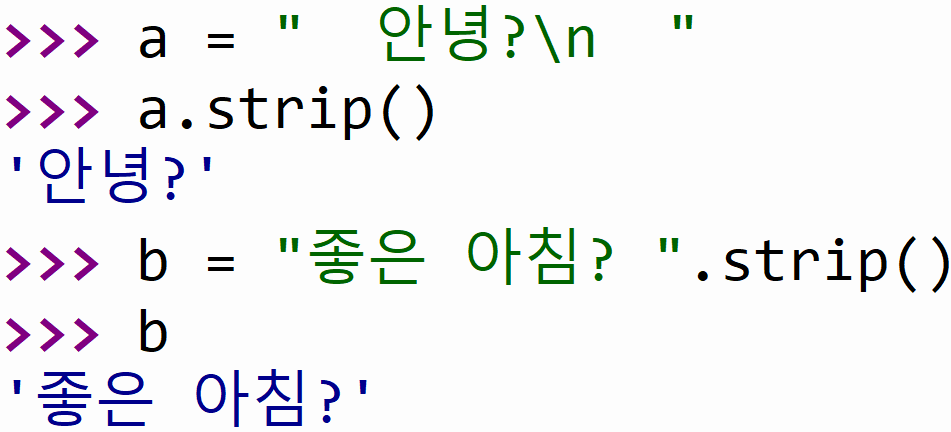 >>> a = "  안녕?\n  "
>>> a.strip()
'안녕?'
>>> b = "좋은 아침? ".strip()
>>> b
'좋은 아침?'